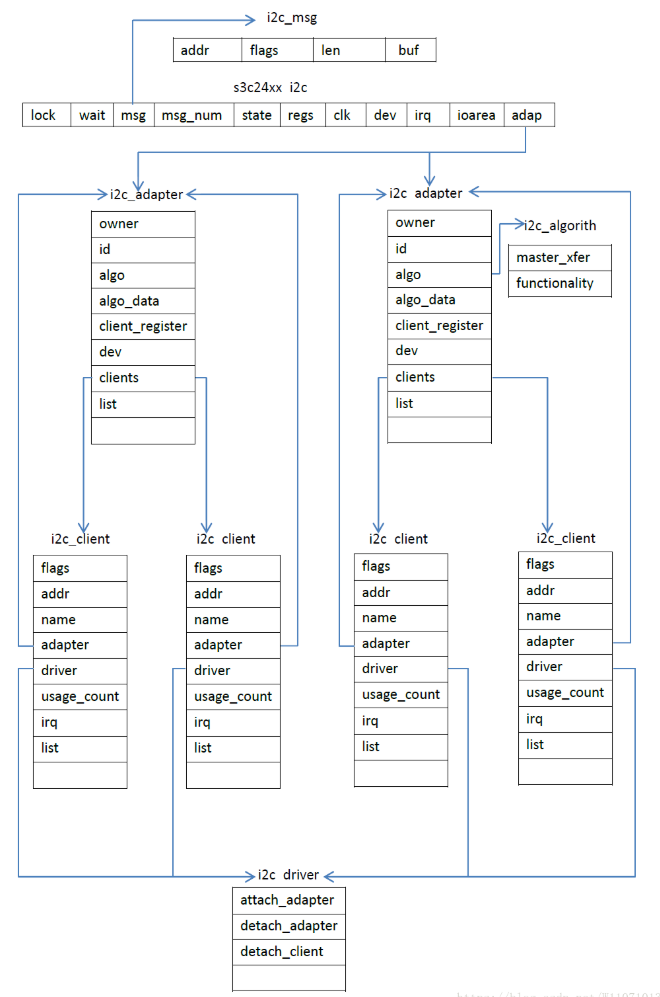 i2c_msg
addr flags len buf
s3c24xx i2c
lock wait msg msg_num state regs clk dev irq ioarea adap
i2c_adapter
owner
id
algo
algo_data
client_register
dev
clients
list
i2c adapter
owner
id
algo
algo_data
client_register
dev
clients
list
i2c_algorith
master_xfer
functionality
i2c_client
flags
addr
name
adapter
driver
usage_count
irq
list
i2c client
flags
addr
name
adapter
driver
usage_count
irq
list
i2c client
flags
addr
name
adapter
driver
usage_count
irq
list
i2c_client
flags
addr
name
adapter
driver
usage_count
irq
list
i2c driver
attach_adapter
detach_adapter
detach_client